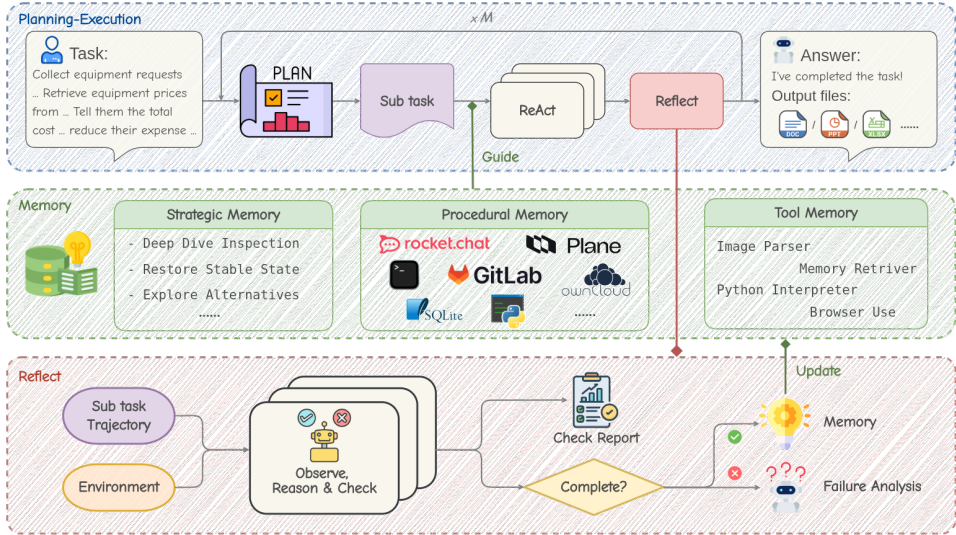 Planning-Execution
x M
Task:
Collect equipment requests
... Retrieve equipment prices
from ... Tell them the total
cost ... reduce their expense ...
PLAN
Sub task
ReAct
Reflect
Answer:
I've completed the task!
Output files:
DOC / PPT / XLSX ......
Guide
Memory
Strategic Memory
- Deep Dive Inspection
- Restore Stable State
- Explore Alternatives
......
Procedural Memory
rocket.chat
Plane
>_
GitLab
ownCloud
SQLite
......
Tool Memory
Image Parser
Memory Retriver
Python Interpreter
Browser Use
Reflect
Update
Sub task
Trajectory
Environment
Observe,
Reason & Check
Check Report
Complete?
Memory
???
Failure Analysis